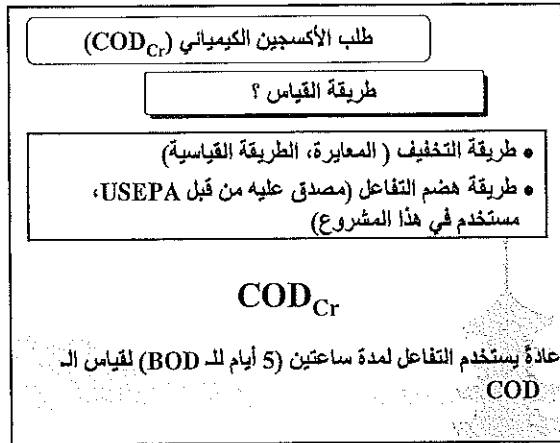 طلب الأكسجين الكيميائي (COD_Cr)
طريقة القياس ؟
• طريقة التخفيف ( المعايرة، الطريقة القياسية)
• طريقة هضم التفاعل (مصدق عليه من قبل USEPA،
مستخدم في هذا المشروع)
COD_Cr
عادةً يستخدم التفاعل لمدة ساعتين (5 أيام للـ BOD) لقياس الـ
COD